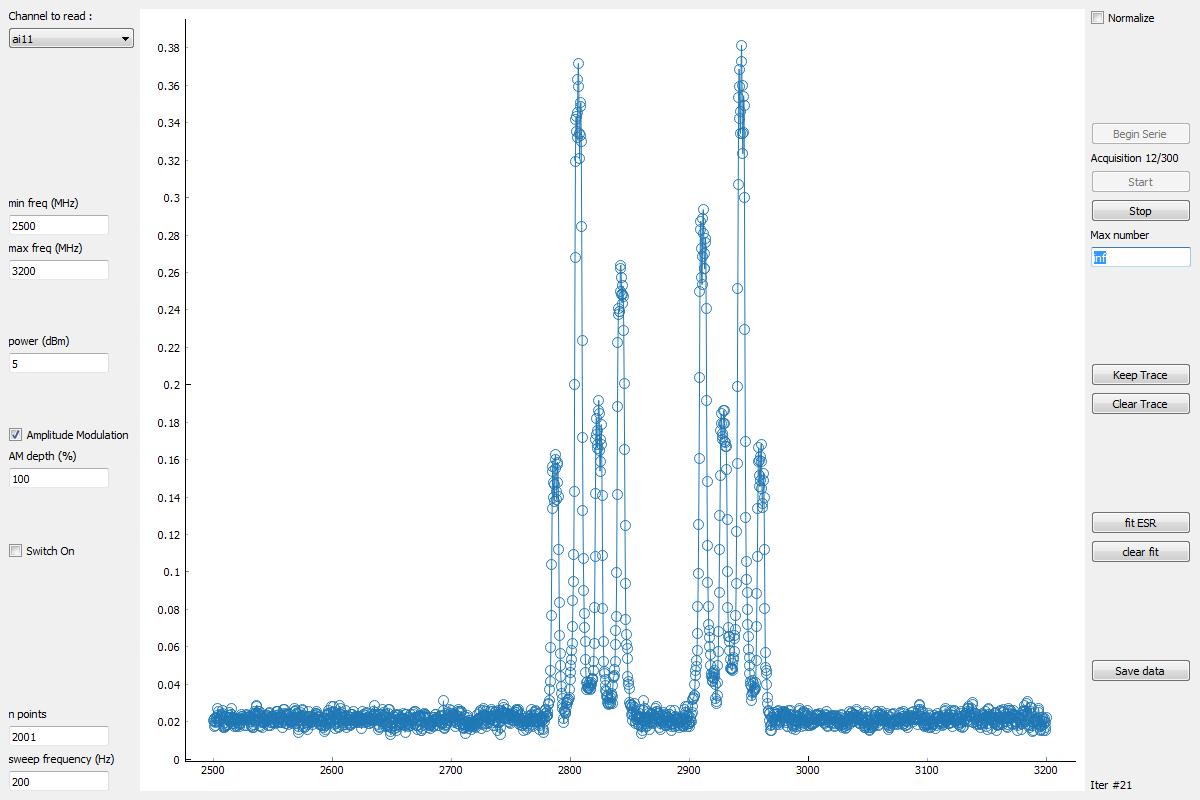 Channel to read :
ai11
min freq (MHz)
2500
max freq (MHz)
3200
power (dBm)
5
Amplitude Modulation
AM depth (%)
100
Switch On
n points
2001
sweep frequency (Hz)
200
0.38
0.36
0.34
0.32
0.3
0.28
0.26
0.24
0.22
0.2
0.18
0.16
0.14
0.12
0.1
0.08
0.06
0.04
0.02
0
2500 2600 2700 2800 2900 3000 3100 3200
Normalize
Begin Serie
Acquisition 12/300
Start
Stop
Max number
inf
Keep Trace
Clear Trace
fit ESR
clear fit
Save data
Iter #21